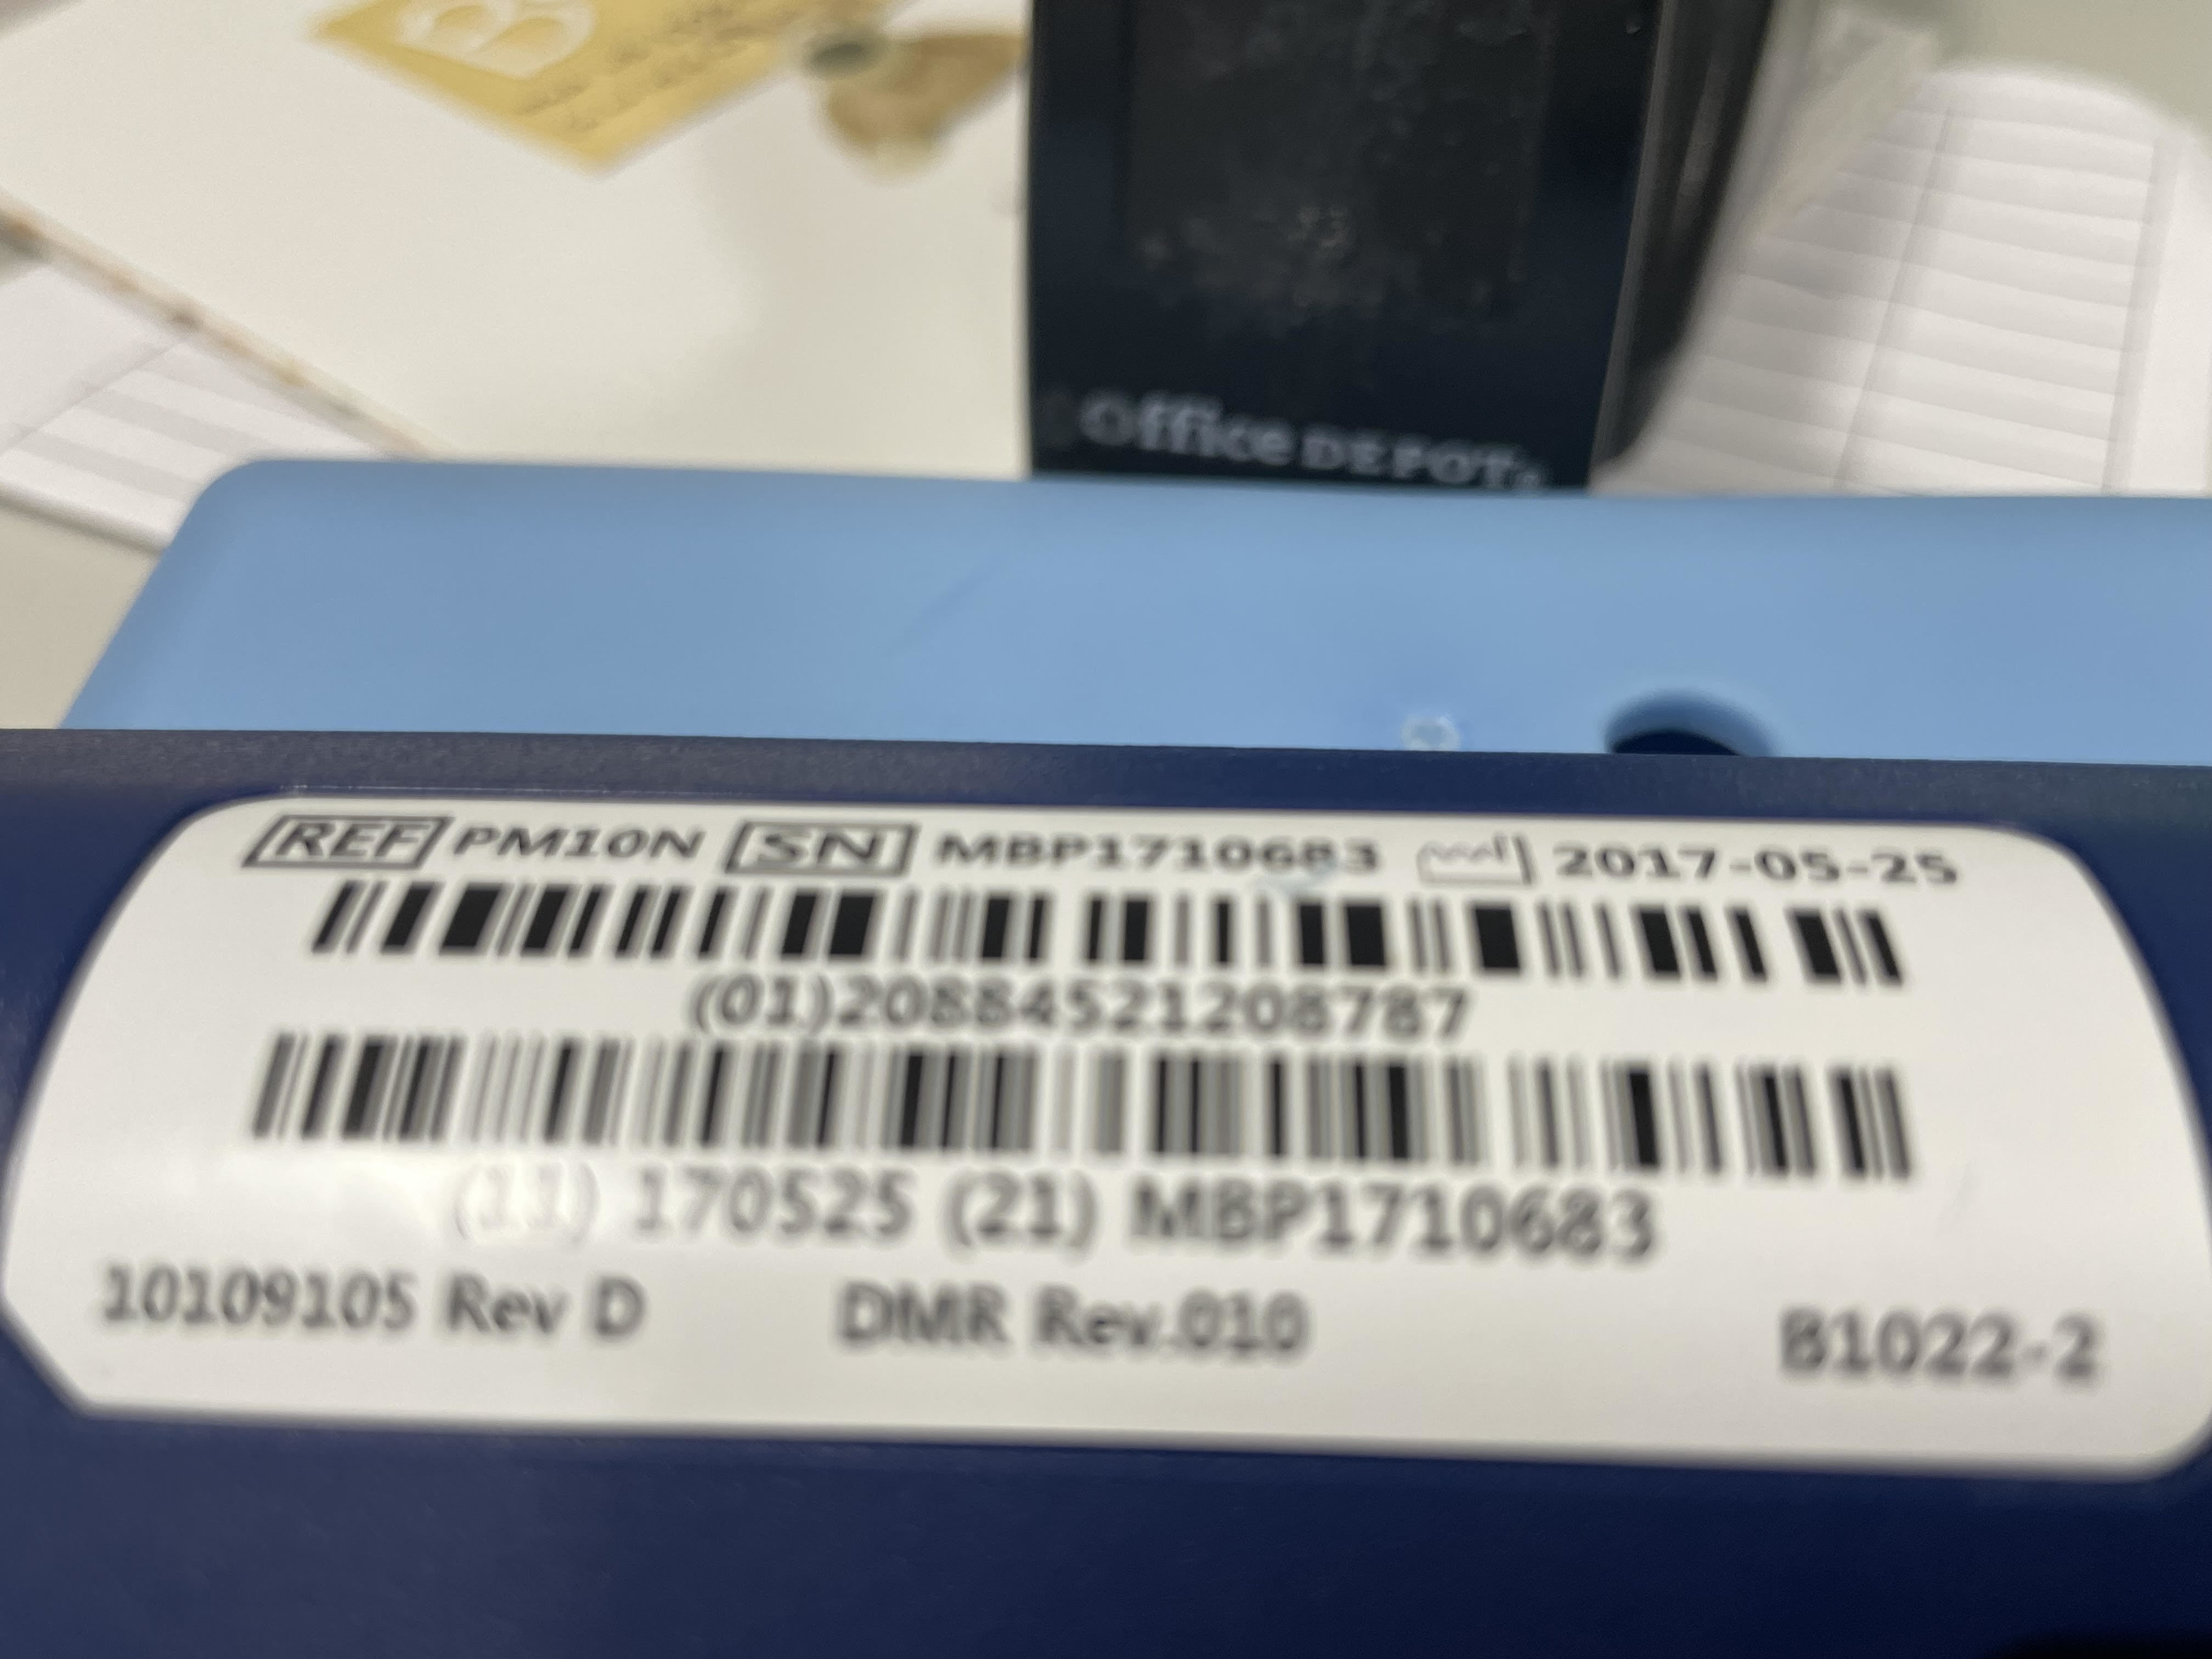 Office DEPOT
REF PM10N SN MBP1710683 2017-05-25
(01)20884521208787
(11) 170525 (21) MBP1710683
10109105 Rev D DMR Rev.010 B1022-2